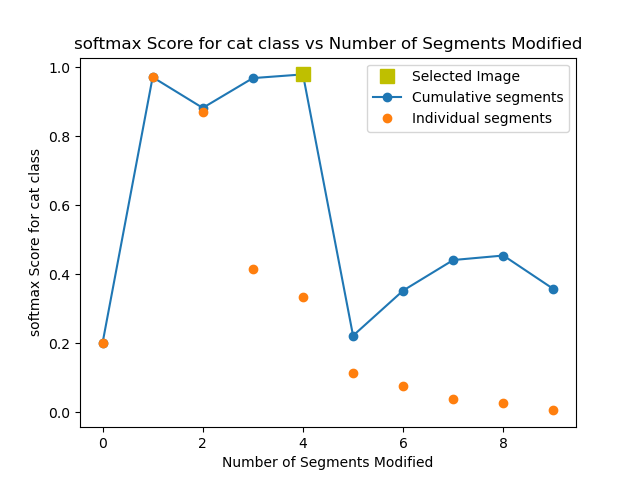 softmax Score for cat class vs Number of Segments Modified
1.0
0.8
0.6
0.4
0.2
0.0
softmax Score for cat class
Selected Image
Cumulative segments
Individual segments
0 2 4 6 8
Number of Segments Modified